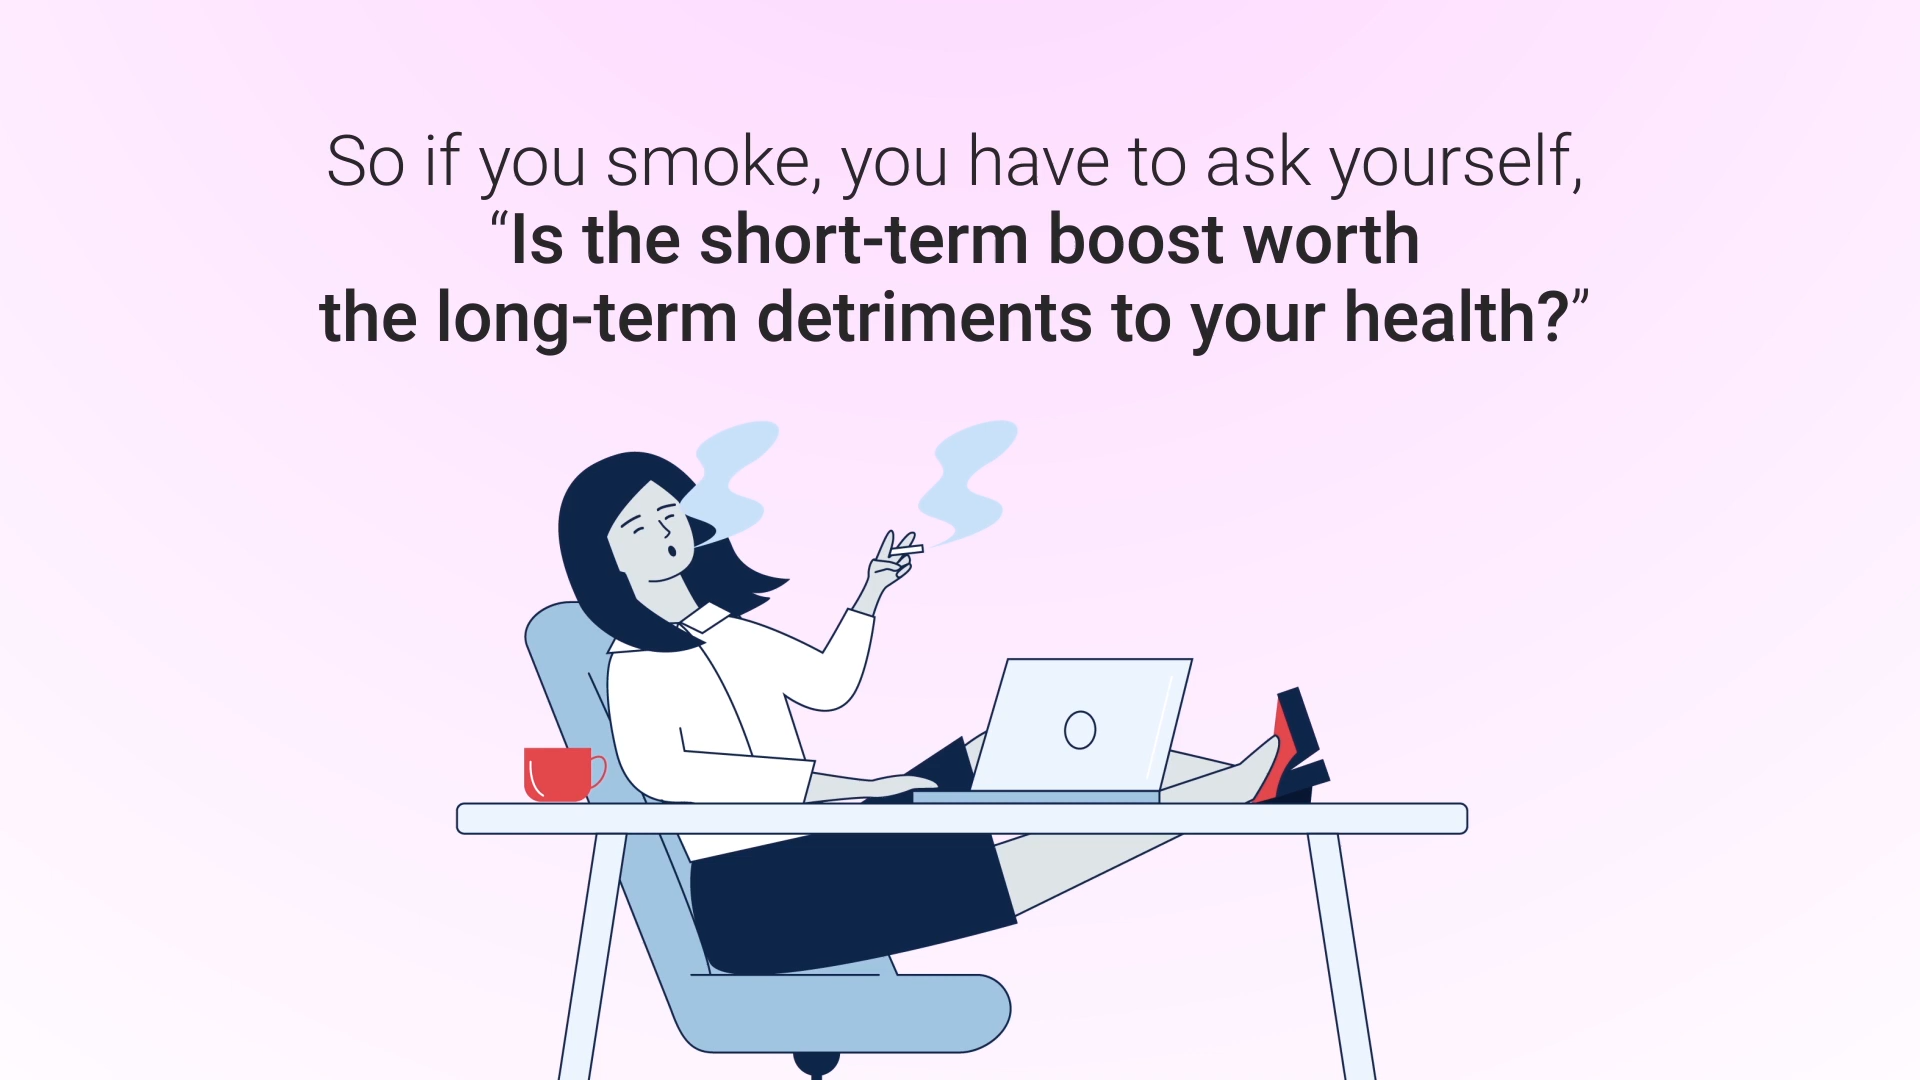 So if you smoke, you have to ask yourself,
“Is the short-term boost worth
the long-term detriments to your health?”